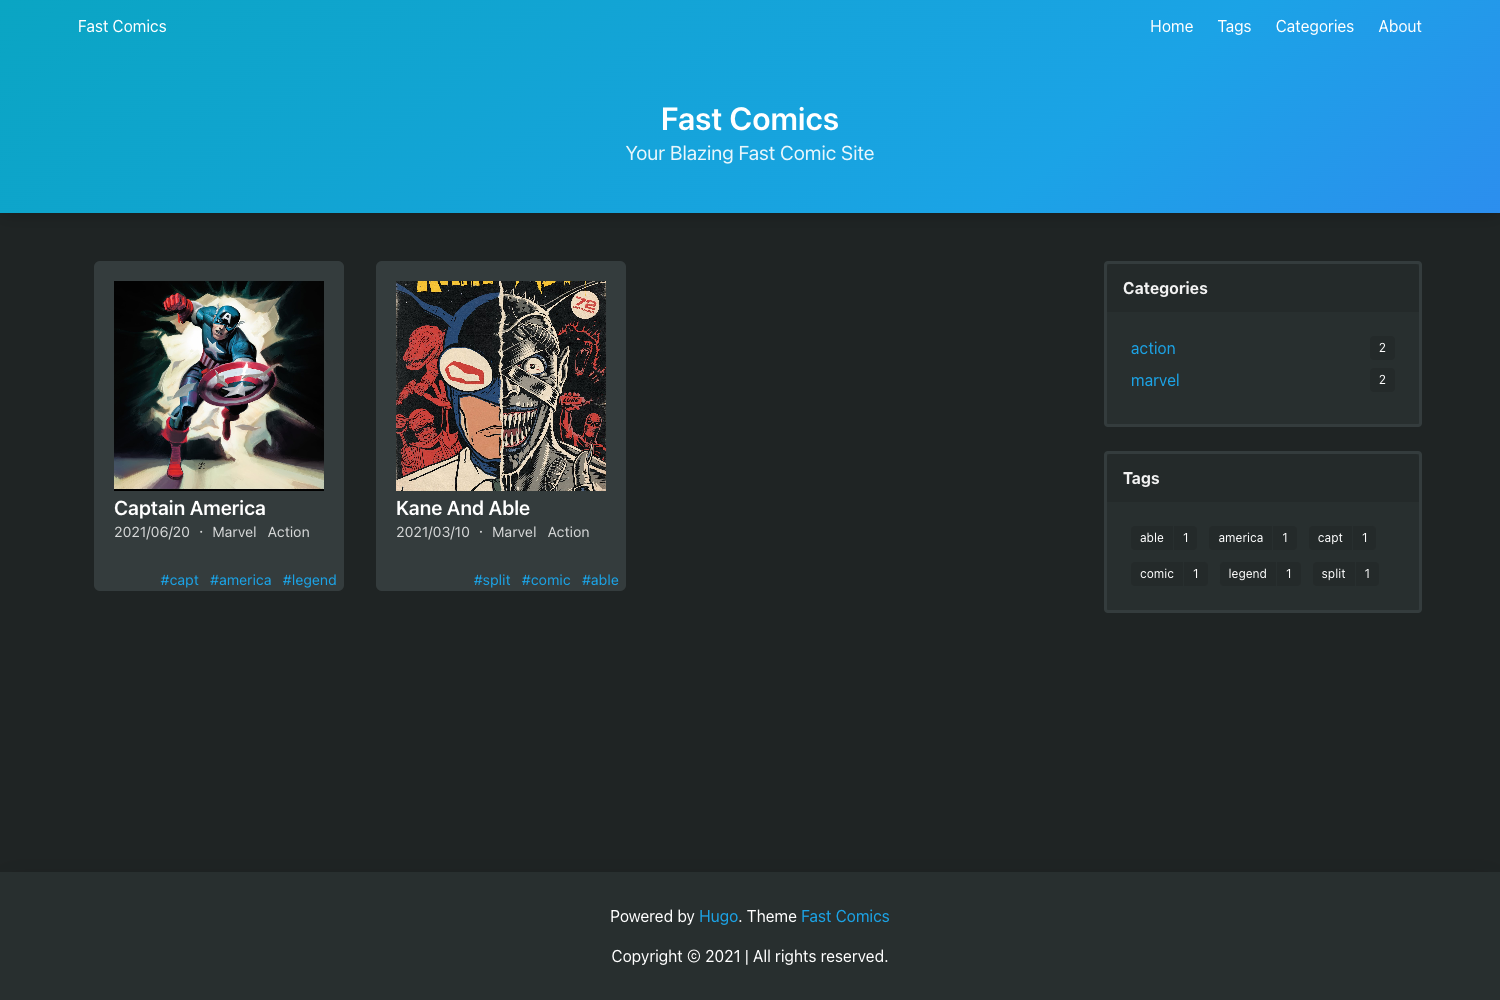 Fast Comics
Home Tags Categories About
Fast Comics
Your Blazing Fast Comic Site
72
Captain America
2021/06/20 · Marvel Action
#capt #america #legend
Kane And Able
2021/03/10 · Marvel Action
#split #comic #able
Categories
action 2
marvel 2
Tags
able 1 america 1 capt 1
comic 1 legend 1 split 1
Powered by Hugo. Theme Fast Comics
Copyright © 2021 | All rights reserved.